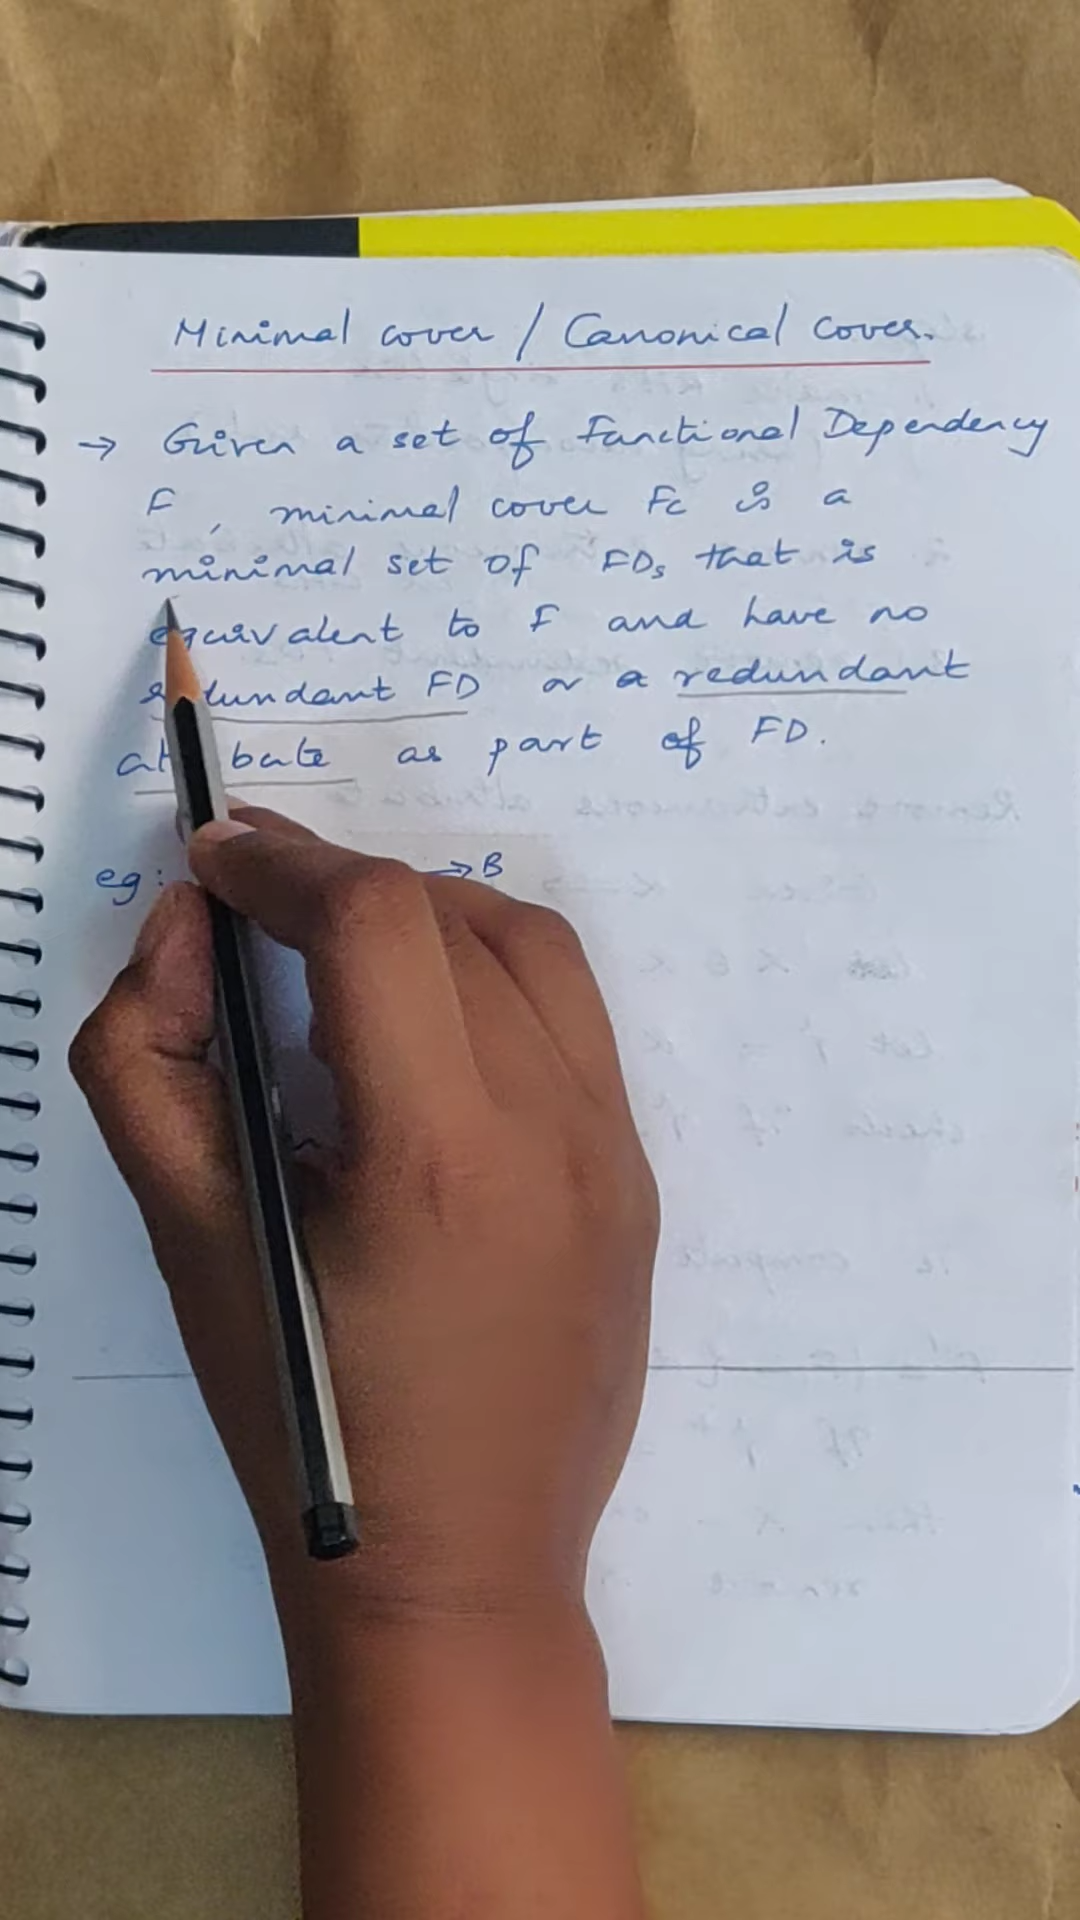 Minimal cover / Canonical cover.
→ Given a set of Functional Dependency
F, minimal cover Fc is a
minimal set of FDs that is
equivalent to F and have no
redundant FD or a redundant
as part of FD.
eg: → B